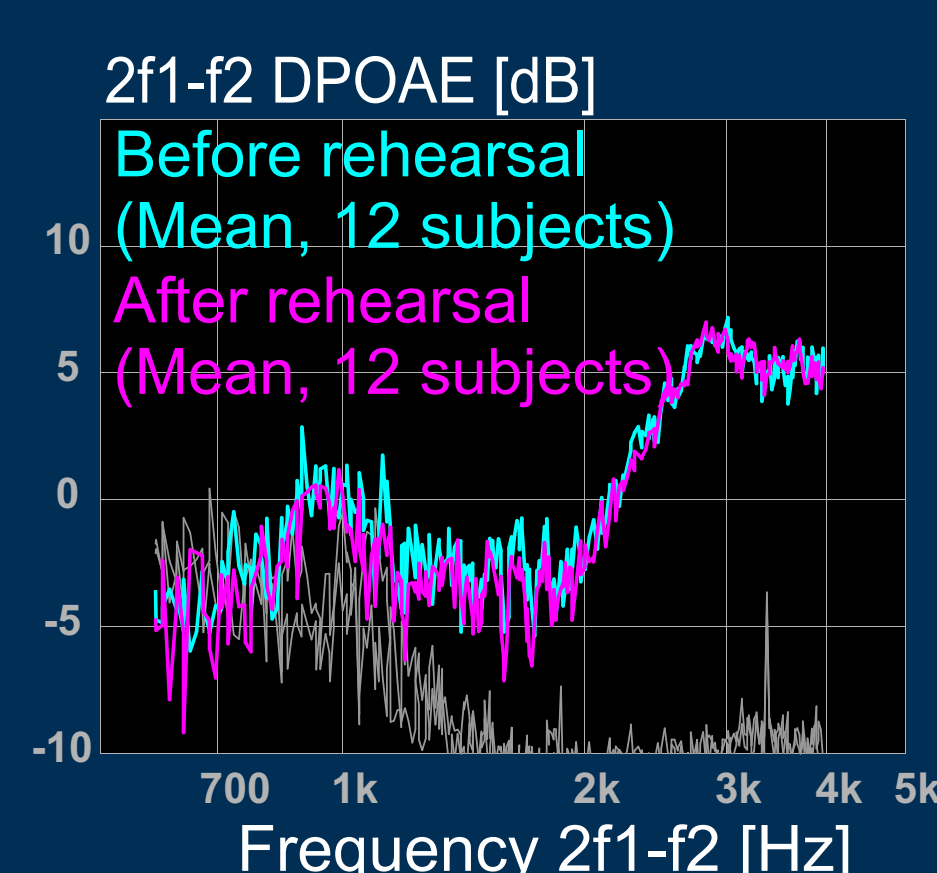 2f1-f2 DPOAE [dB]
Before rehearsal
(Mean, 12 subjects)
After rehearsal
(Mean, 12 subjects)
10
5
0
-5
-10
700 1k 2k 3k 4k 5k
Frequency 2f1-f2 [Hz]